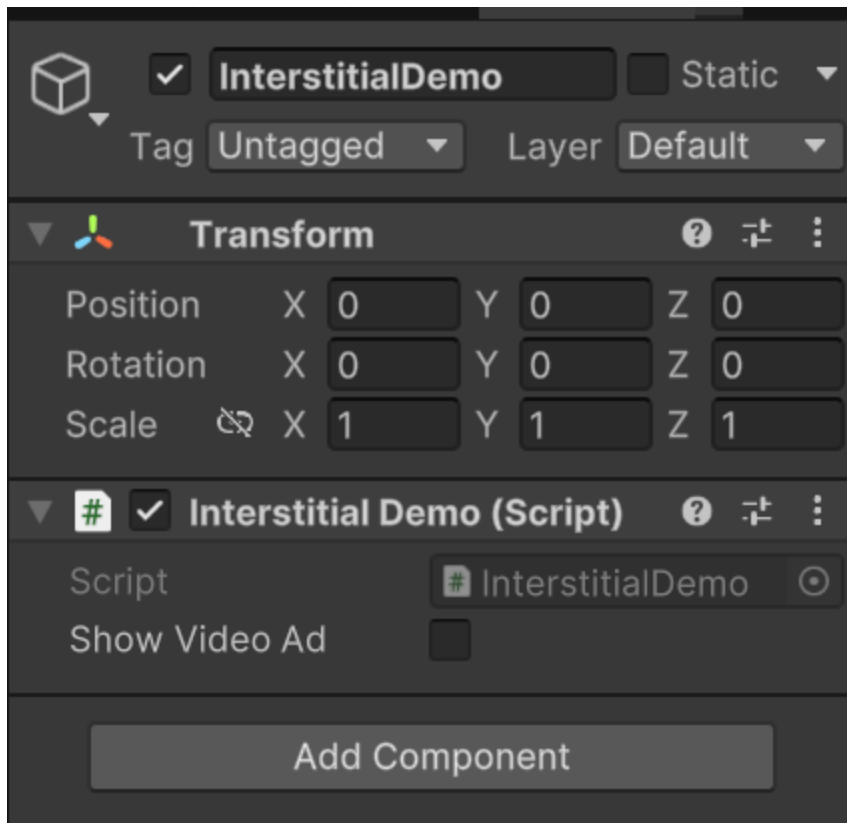 InterstitialDemo Static
Tag Untagged Layer Default
Transform
Position X 0 Y 0 Z 0
Rotation X 0 Y 0 Z 0
Scale X 1 Y 1 Z 1
# Interstitial Demo (Script)
Script # InterstitialDemo
Show Video Ad
Add Component